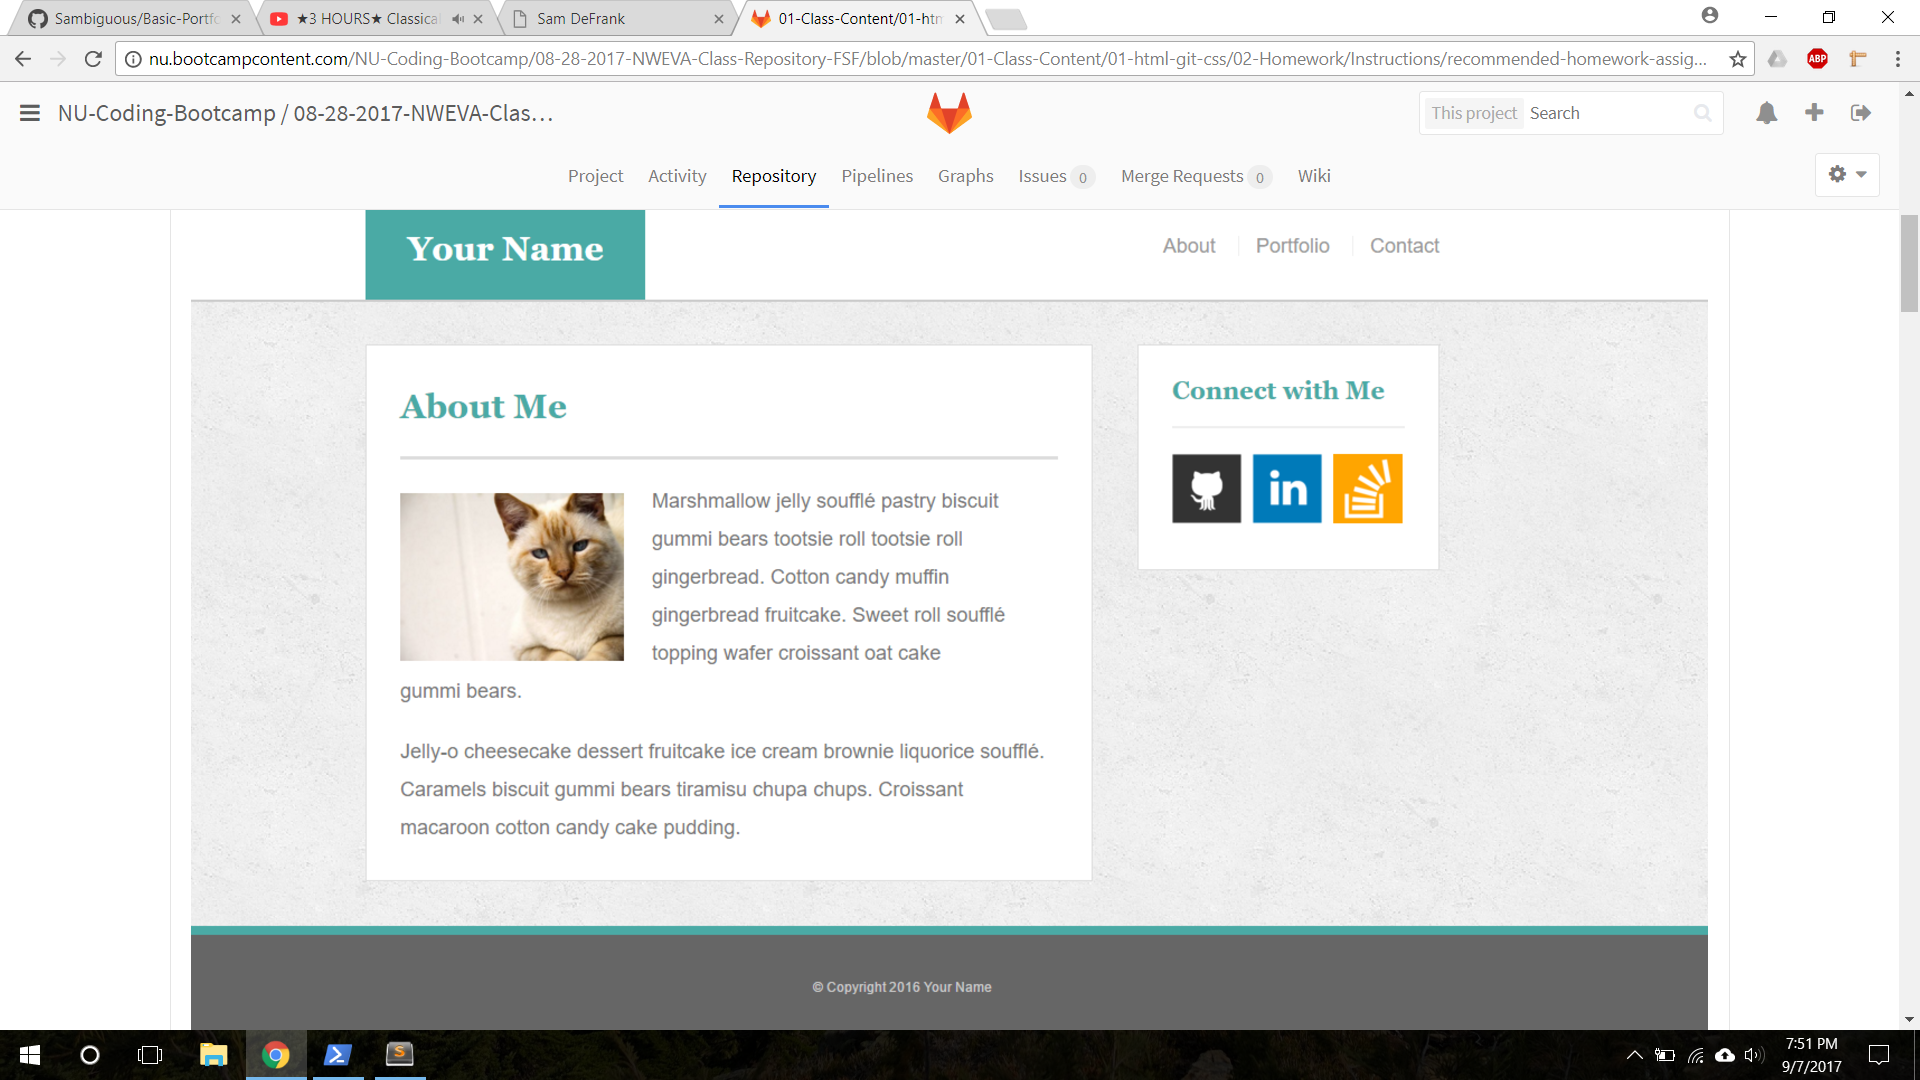 Sambiguous/Basic-Portfo
★3 HOURS★ Classical
Sam DeFrank
01-Class-Content/01-htm
nu.bootcampcontent.com/NU-Coding-Bootcamp/08-28-2017-NWEVA-Class-Repository-FSF/blob/master/01-Class-Content/01-html-git-css/02-Homework/Instructions/recommended-homework-assig...
ABP
NU-Coding-Bootcamp / 08-28-2017-NWEVA-Clas...
This project Search
Project Activity Repository Pipelines Graphs Issues 0 Merge Requests 0 Wiki
Your Name
About Portfolio Contact
About Me
Marshmallow jelly soufflé pastry biscuit
gummi bears tootsie roll tootsie roll
gingerbread. Cotton candy muffin
gingerbread fruitcake. Sweet roll soufflé
topping wafer croissant oat cake
gummi bears.
Jelly-o cheesecake dessert fruitcake ice cream brownie liquorice soufflé.
Caramels biscuit gummi bears tiramisu chupa chups. Croissant
macaroon cotton candy cake pudding.
Connect with Me
in
© Copyright 2016 Your Name
7:51 PM
9/7/2017